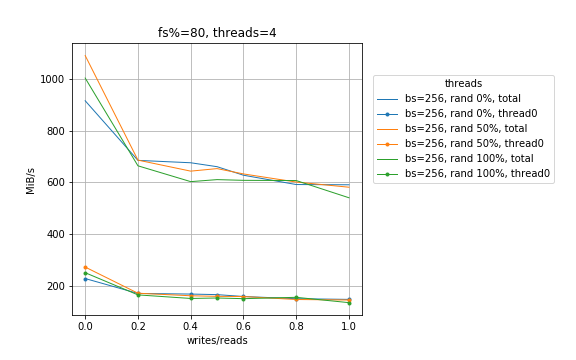 fs%=80, threads=4
MiB/s
1000
800
600
400
200
0.0 0.2 0.4 0.6 0.8 1.0
writes/reads
threads
bs=256, rand 0%, total
bs=256, rand 0%, thread0
bs=256, rand 50%, total
bs=256, rand 50%, thread0
bs=256, rand 100%, total
bs=256, rand 100%, thread0